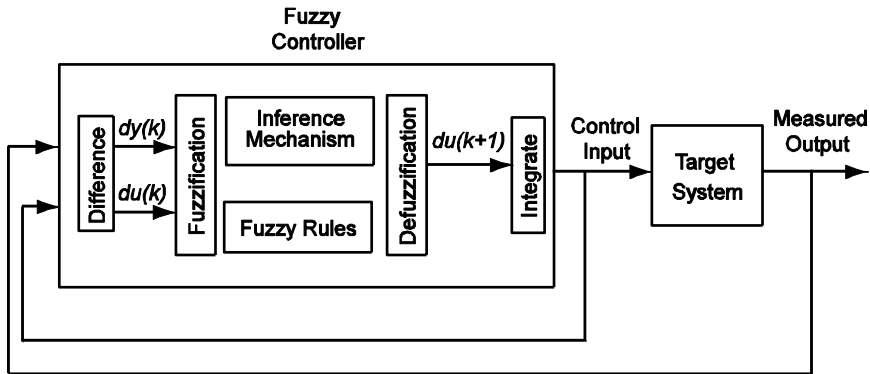 Fuzzy
Controller
Difference
dy(k)
du(k)
Fuzzification
Inference
Mechanism
Fuzzy Rules
Defuzzification
du(k+1)
Integrate
Control
Input
Target
System
Measured
Output